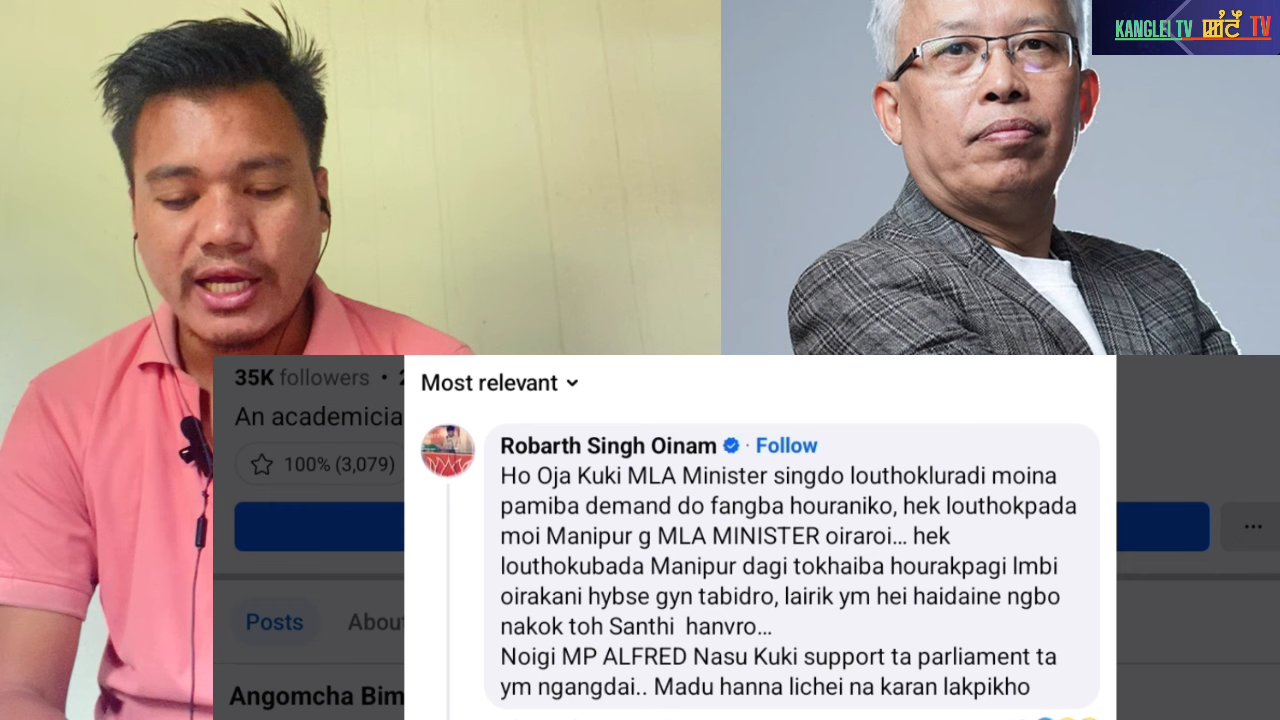 KANGLEI TV
TV
35K followers •
An academicia
100% (3,079)
Posts
About
Angomcha Bim
Most relevant
Robarth Singh Oinam · Follow
Ho Oja Kuki MLA Minister singdo louthokluradi moina
pamiba demand do fangba houraniko, hek louthokpada
moi Manipur g MLA MINISTER oiraroi... hek
louthokubada Manipur dagi tokhaiba hourakpagi lmbi
oirakani hybse gyn tabidro, lairik ym hei haidaine ngbo
nakok toh Santhi hanvro...
Noigi MP ALFRED Nasu Kuki support ta parliament ta
ym ngangdai.. Madu hanna lichei na karan lakpikho